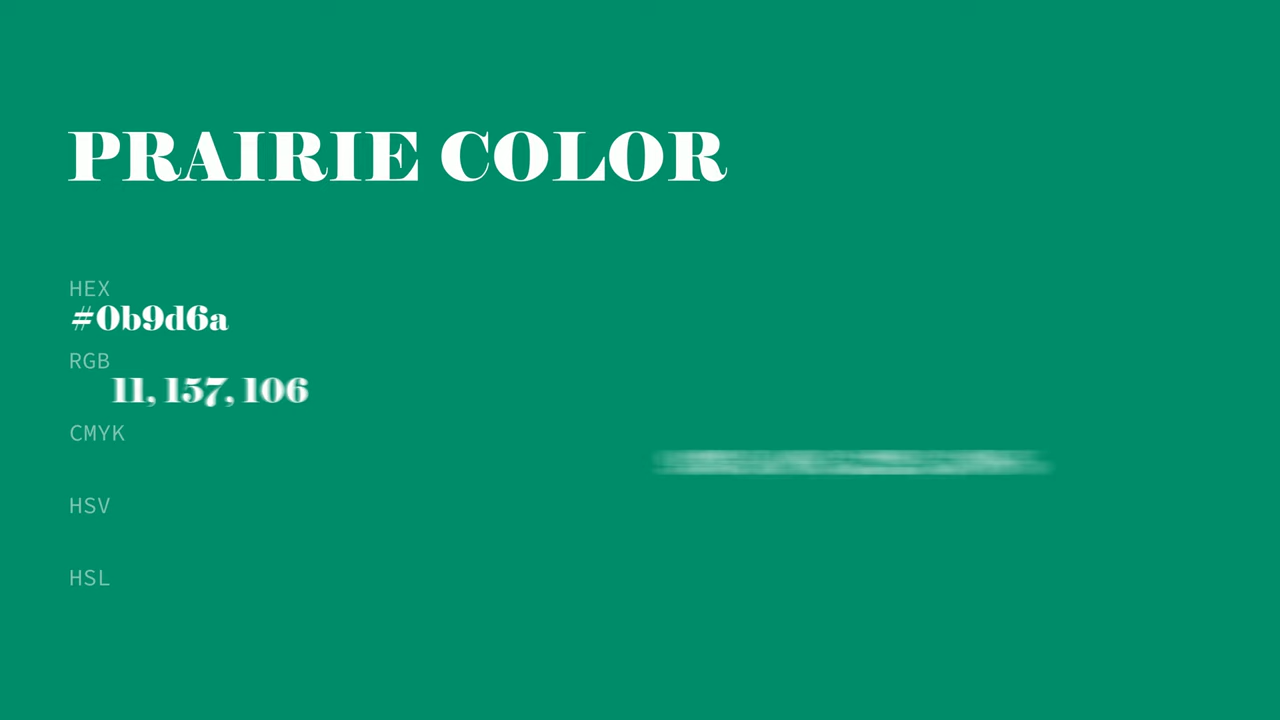 PRAIRIE COLOR
HEX
#0b9d6a
RGB
11, 157, 106
CMYK
HSV
HSL